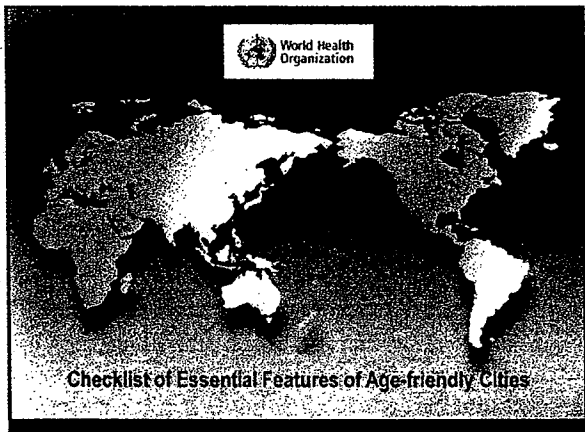 World Health
Organization
Checklist of Essential Features of Age-friendly Cities